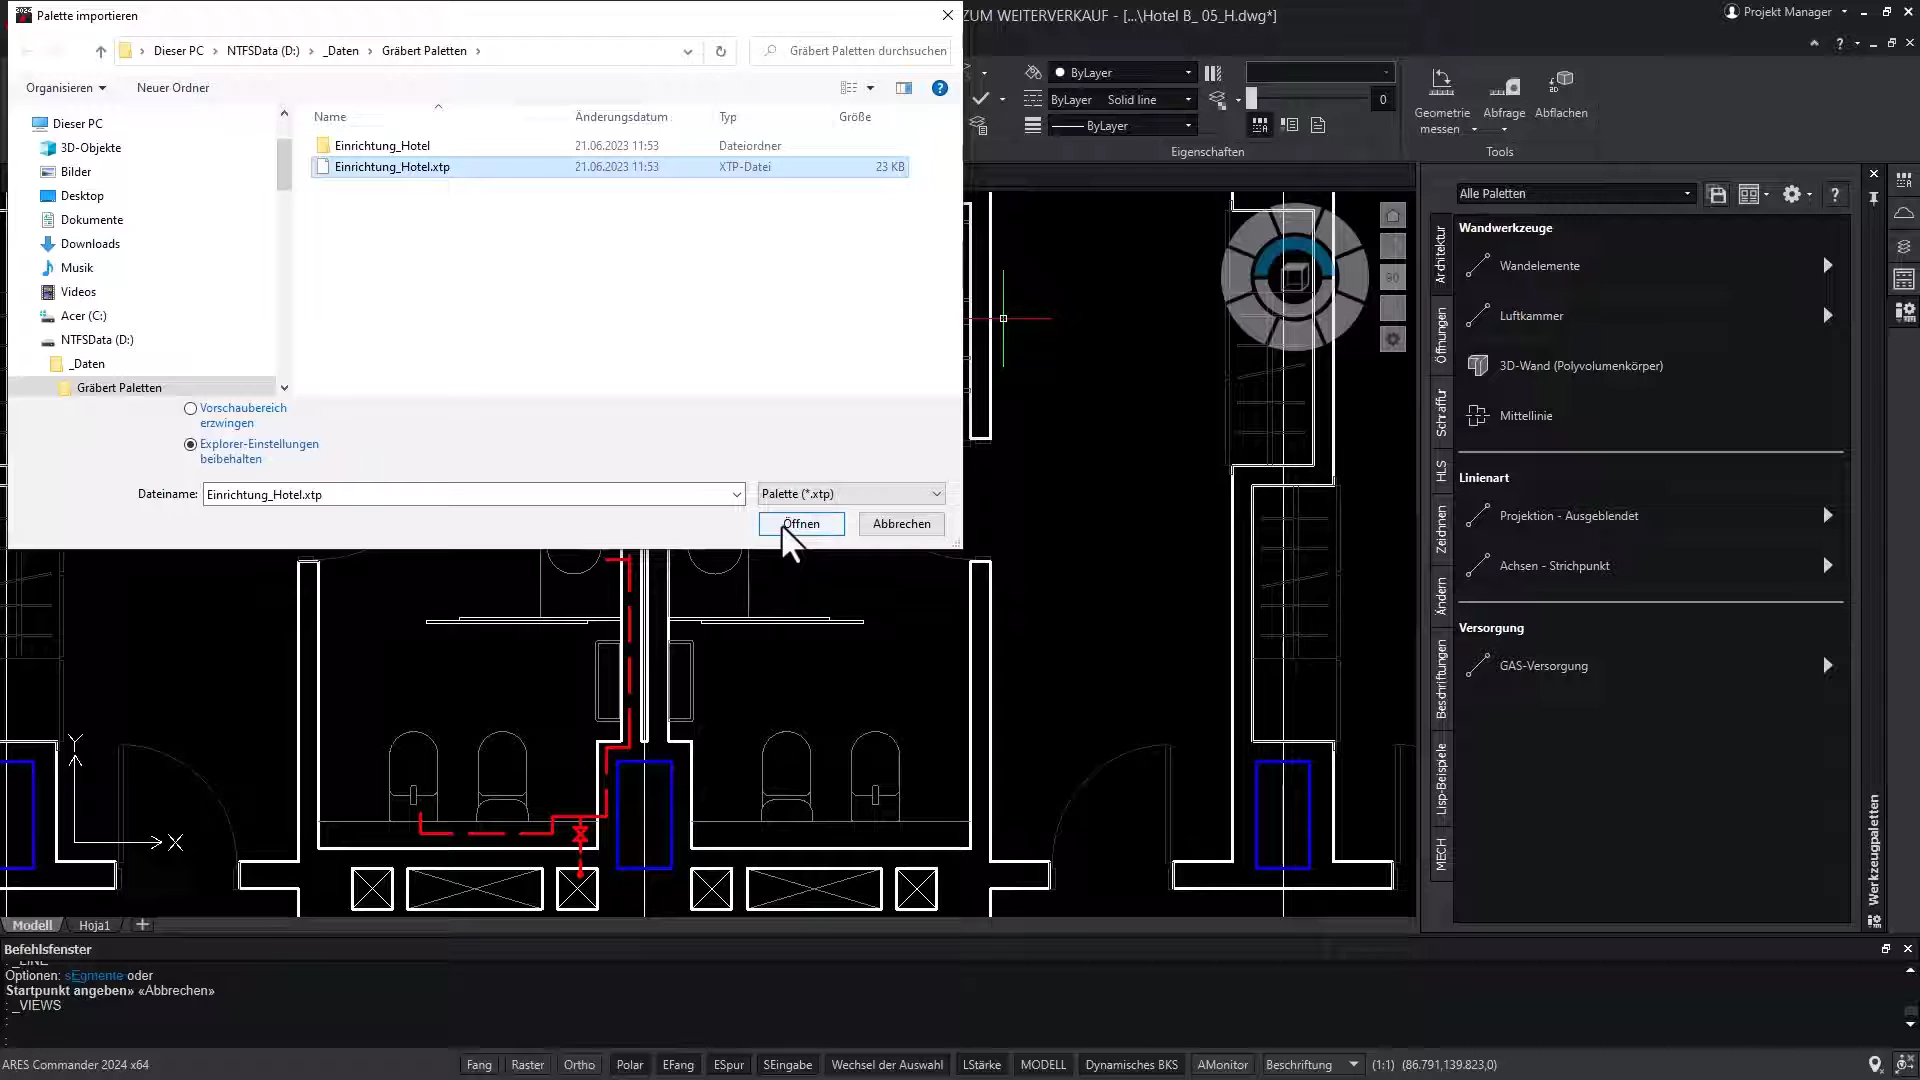 Palette importieren
ZUM WEITERVERKAUF - [...\Hotel B_ 05_H.dwg*]
Projekt Manager
Dieser PC
NTFSData (D:)
_Daten
Gräbert Paletten
Gräbert Paletten durchsuchen
Organisieren
Neuer Ordner
Name
Änderungsdatum
Typ
Größe
Einrichtung_Hotel
21.06.2023 11:53
Dateiordner
Einrichtung_Hotel.xtp
21.06.2023 11:53
XTP-Datei
23 KB
Dieser PC
3D-Objekte
Bilder
Desktop
Dokumente
Downloads
Musik
Videos
Acer (C:)
NTFSData (D:)
_Daten
Gräbert Paletten
Vorschaubereich
erzwingen
Explorer-Einstellungen
beibehalten
Dateiname:
Einrichtung_Hotel.xtp
Palette (*.xtp)
Öffnen
Abbrechen
ByLayer
ByLayer Solid line
ByLayer
0
Eigenschaften
Geometrie
messen
Abfrage
Abflachen
Tools
Alle Paletten
Architektur
Öffnungen
Schraffur
HLS
Zeichnen
Ändern
Beschriftungen
Lisp-Beispiele
MECH
Wandwerkzeuge
Wandelemente
Luftkammer
3D-Wand (Polyvolumenkörper)
Mittellinie
Linienart
Projektion - Ausgeblendet
Achsen - Strichpunkt
Versorgung
GAS-Versorgung
Werkzeugpaletten
90
Y
X
Modell
Hoja1
Befehlsfenster
: _LINE
Optionen: sEgmente oder
Startpunkt angeben» «Abbrechen»
: _VIEWS
:
:
ARES Commander 2024 x64
Fang
Raster
Ortho
Polar
EFang
ESpur
SEingabe
Wechsel der Auswahl
LStärke
MODELL
Dynamisches BKS
AMonitor
Beschriftung
(1:1)
(86.791,139.823,0)